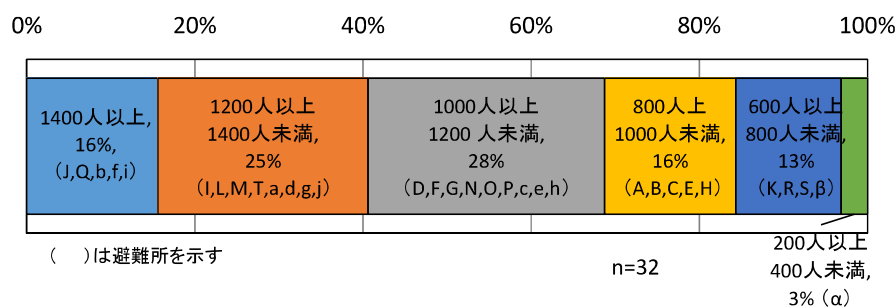 0% 20% 40% 60% 80% 100%
1400人以上,
16%,
(J,Q,b,f,i)
1200人以上
1400人未満,
25%
(I,L,M,T,a,d,g,j)
1000人以上
1200 人未満,
28%
(D,F,G,N,O,P,c,e,h)
800人上
1000人未満,
16%
(A,B,C,E,H)
600人以上
800人未満,
13%
(K,R,S,β)
200人以上
400人未満,
3% (α)
(　)は避難所を示す
n=32